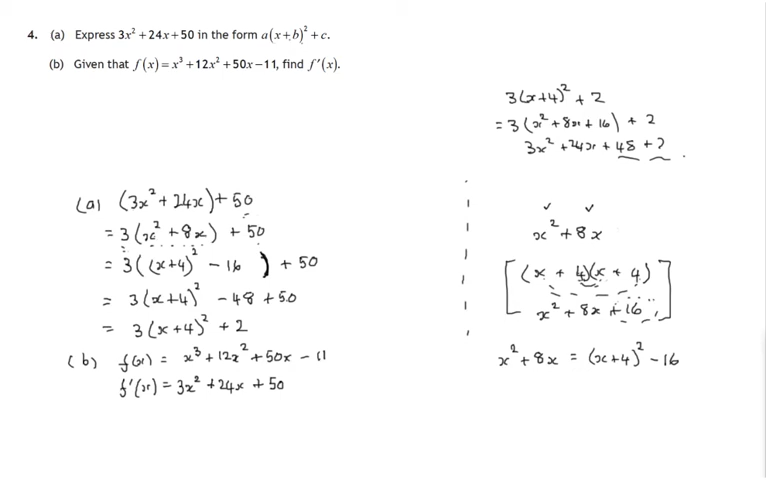 4. (a) Express 3x² + 24x + 50 in the form a(x+b)² + c.
(b) Given that f(x) = x³ + 12x² + 50x − 11, find f′(x).
3(x+4)² + 2
= 3(x² + 8x + 16) + 2
3x² + 24x + 48 + 2
(a) (3x² + 24x) + 50
= 3(x² + 8x) + 50
= 3((x+4)² − 16 ) + 50
= 3(x+4)² − 48 + 50
= 3(x+4)² + 2
(b) f(x) = x³ + 12x² + 50x − 11
f′(x) = 3x² + 24x + 50
✓ ✓
x² + 8x
[(x + 4)(x + 4)
x² + 8x + 16]
x² + 8x = (x+4)² − 16